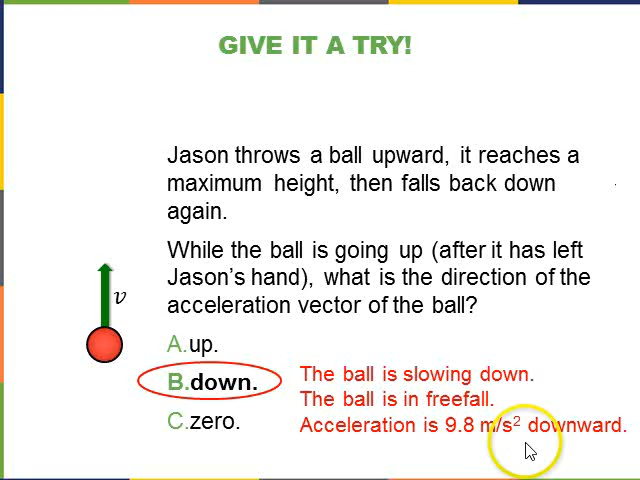 GIVE IT A TRY!
Jason throws a ball upward, it reaches a
maximum height, then falls back down
again.
While the ball is going up (after it has left
Jason's hand), what is the direction of the
acceleration vector of the ball?
v
A.up.
B.down.
C.zero.
The ball is slowing down.
The ball is in freefall.
Acceleration is 9.8 m/s² downward.